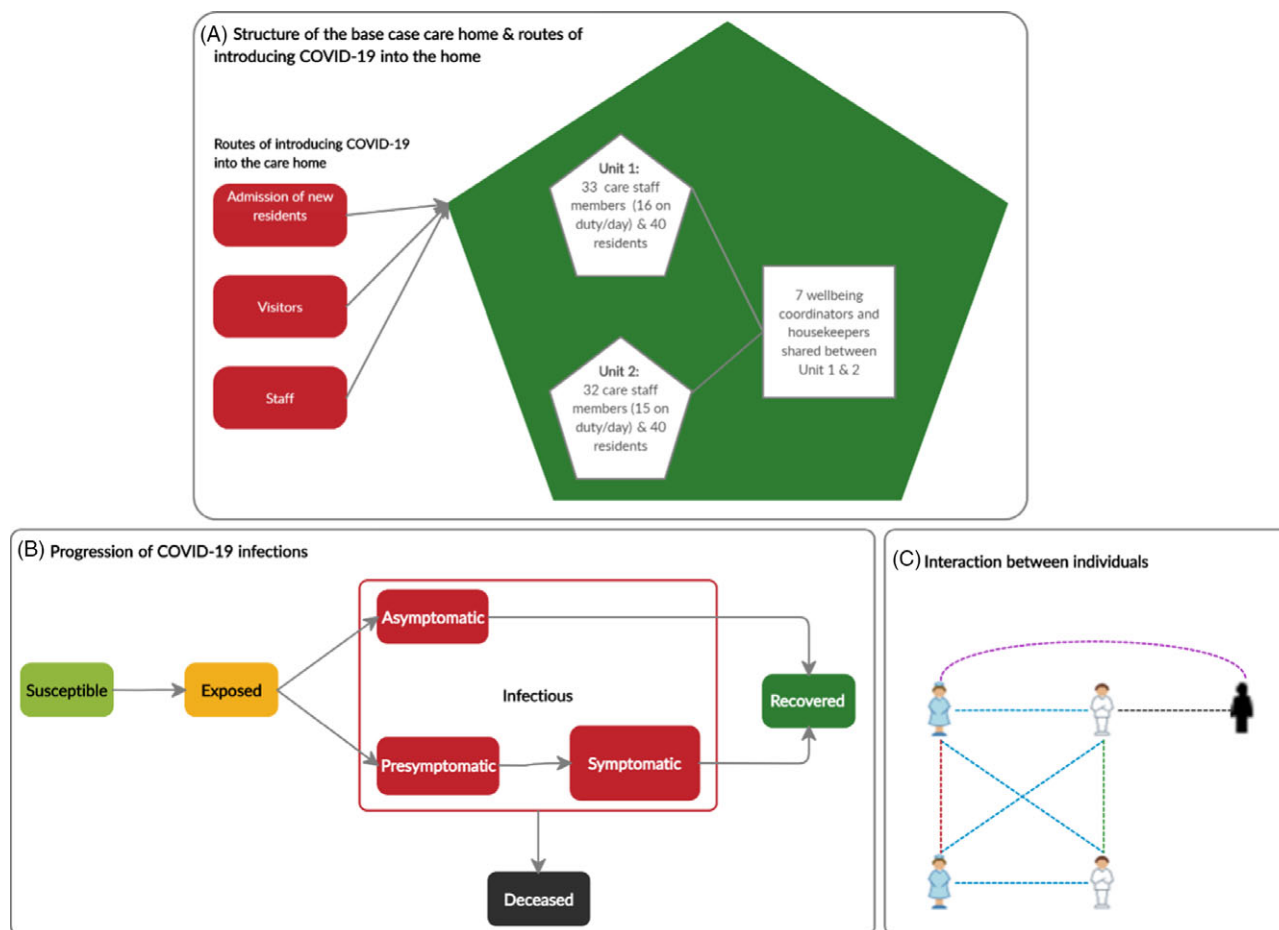 (A) Structure of the base case care home & routes of
introducing COVID-19 into the home
Routes of introducing COVID-19
into the care home
Admission of new
residents
Visitors
Staff
Unit 1:
33 care staff
members (16 on
duty/day) & 40
residents
Unit 2:
32 care staff
members (15 on
duty/day) & 40
residents
7 wellbeing
coordinators and
housekeepers
shared between
Unit 1 & 2
(B) Progression of COVID-19 infections
Susceptible
Exposed
Asymptomatic
Infectious
Presymptomatic
Symptomatic
Recovered
Deceased
(C) Interaction between individuals